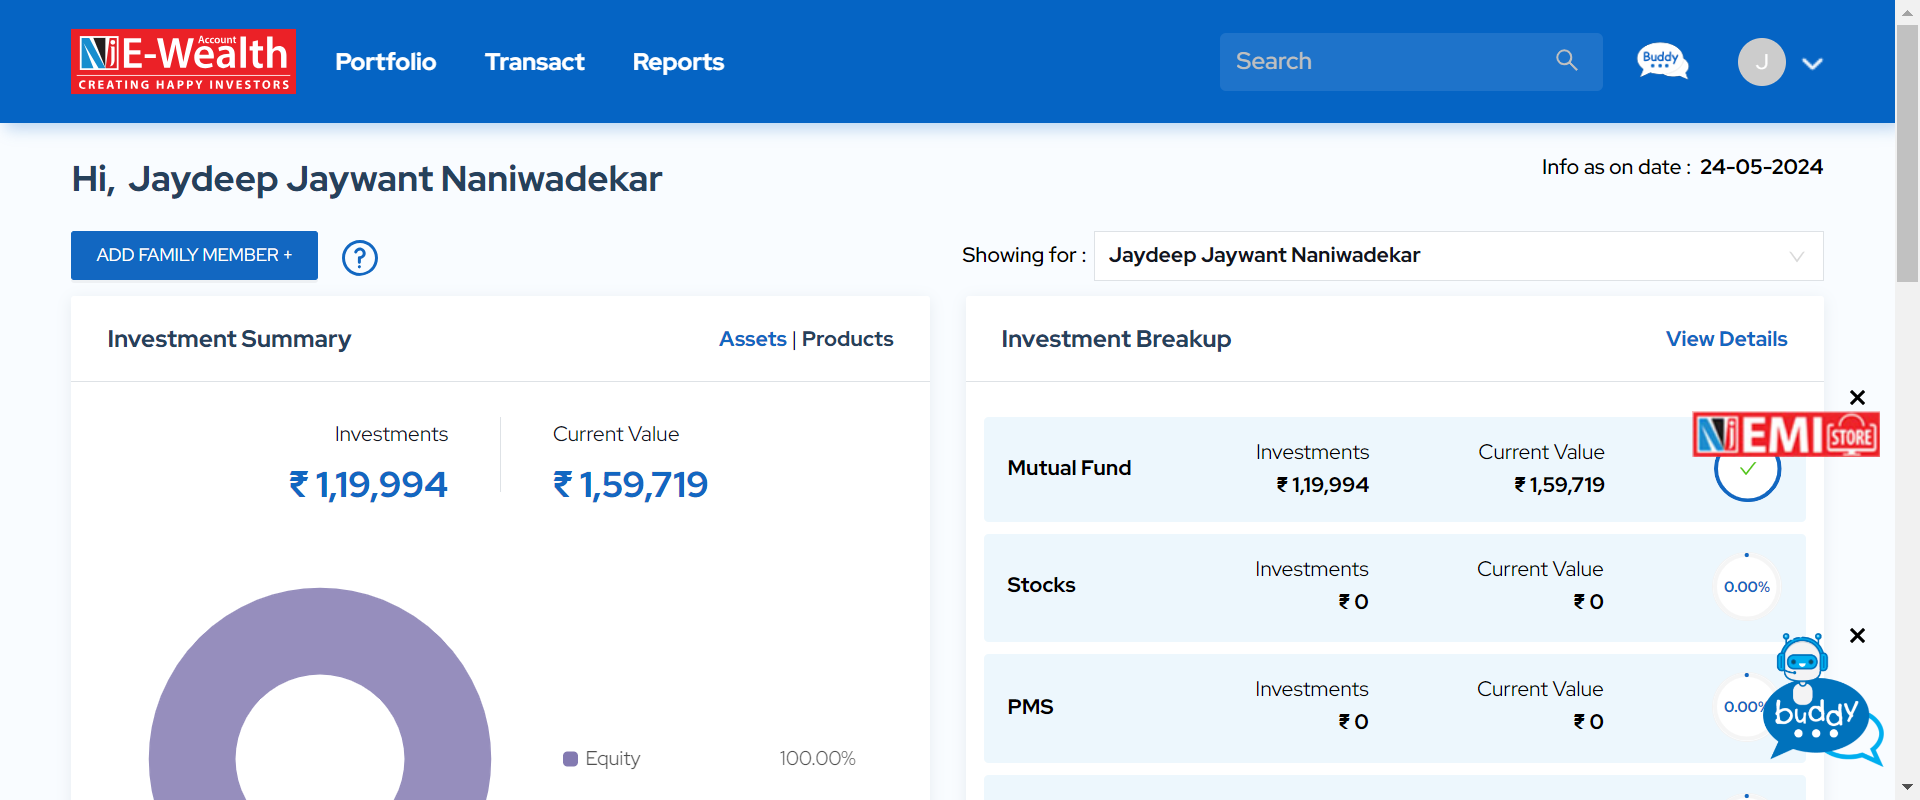 Ni E-Wealth Account
CREATING HAPPY INVESTORS
Portfolio
Transact
Reports
Search
Buddy
J
Hi, Jaydeep Jaywant Naniwadekar
Info as on date : 24-05-2024
ADD FAMILY MEMBER +
?
Showing for : Jaydeep Jaywant Naniwadekar
Investment Summary
Assets | Products
Investments
₹ 1,19,994
Current Value
₹ 1,59,719
Equity 100.00%
Investment Breakup
View Details
Ni EMI STORE
Mutual Fund
Investments
₹ 1,19,994
Current Value
₹ 1,59,719
Stocks
Investments
₹ 0
Current Value
₹ 0
0.00%
PMS
Investments
₹ 0
Current Value
₹ 0
0.00%
buddy